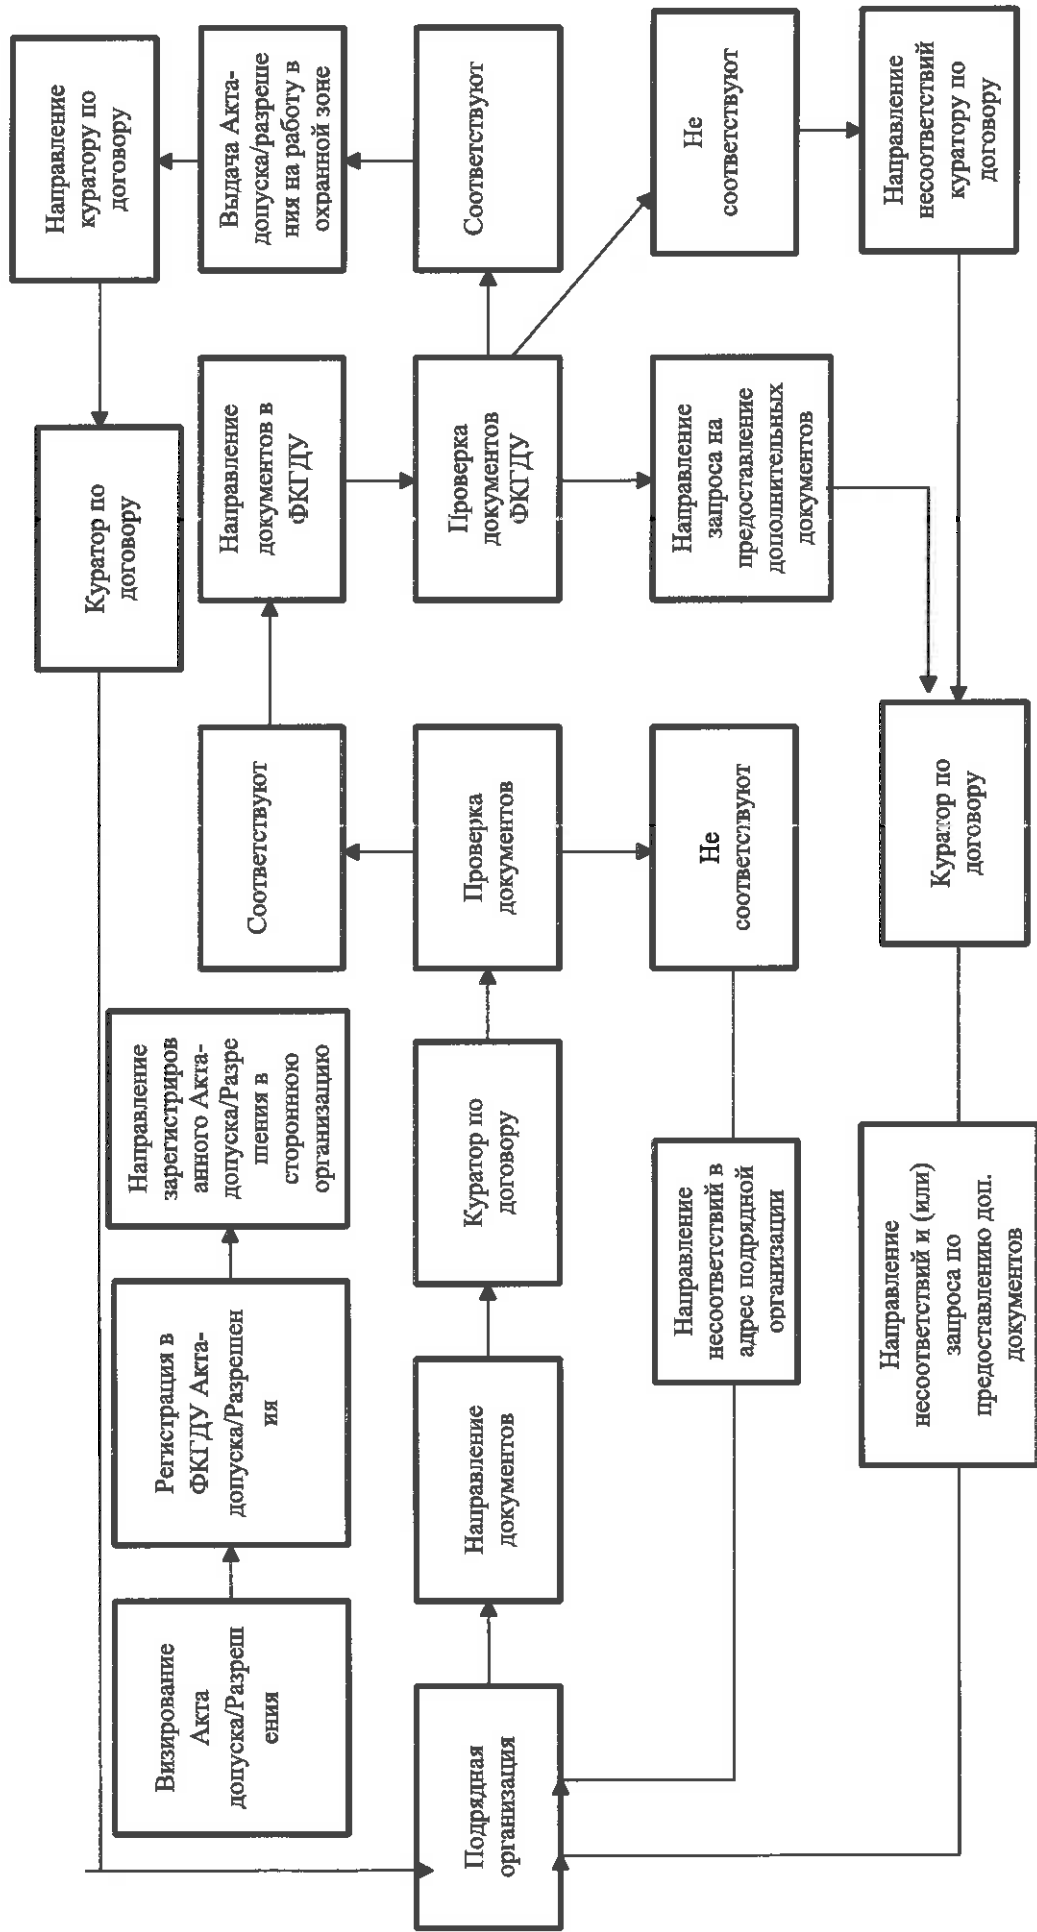 Куратор по
договору
Направление
куратору по
договору
Визирование
Акта
допуска/Разреш
ения
Регистрация в
ФКГДУ Акта-
допуска/Разрешен
ия
Направление
зарегистриров
анного Акта-
допуска/Разре
шения в
стороннюю
организацию
Соответствуют
Направление
документов в
ФКГДУ
Выдача Акта-
допуска/разреше
ния на работу в
охранной зоне
Подрядная
организация
Направление
документов
Куратор по
договору
Проверка
документов
Проверка
документов
ФКГДУ
Соответствуют
Направление
несоответствий в
адрес подрядной
организации
Не
соответствуют
Направление
запроса на
предоставление
дополнительных
документов
Не
соответствуют
Направление
несоответствий и (или)
запроса по
предоставлению доп.
документов
Куратор по
договору
Направление
несоответствий
куратору по
договору